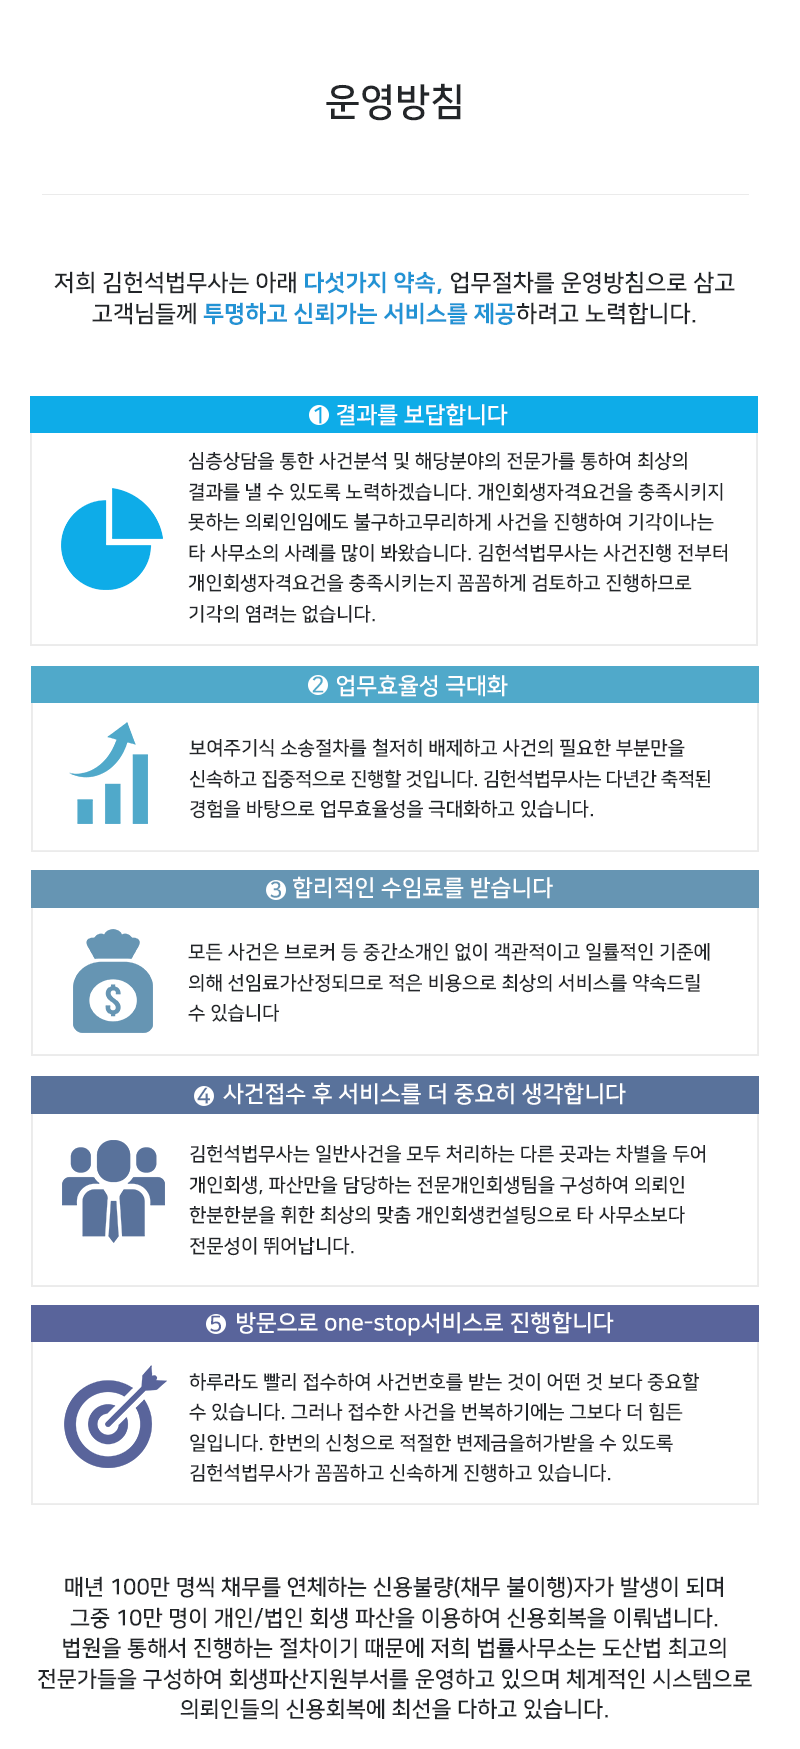 운영방침
저희 김헌석법무사는 아래 다섯가지 약속, 업무절차를 운영방침으로 삼고
고객님들께 투명하고 신뢰가는 서비스를 제공하려고 노력합니다.
❶ 결과를 보답합니다
심층상담을 통한 사건분석 및 해당분야의 전문가를 통하여 최상의
결과를 낼 수 있도록 노력하겠습니다. 개인회생자격요건을 충족시키지
못하는 의뢰인임에도 불구하고무리하게 사건을 진행하여 기각이나는
타 사무소의 사례를 많이 봐왔습니다. 김헌석법무사는 사건진행 전부터
개인회생자격요건을 충족시키는지 꼼꼼하게 검토하고 진행하므로
기각의 염려는 없습니다.
❷ 업무효율성 극대화
보여주기식 소송절차를 철저히 배제하고 사건의 필요한 부분만을
신속하고 집중적으로 진행할 것입니다. 김헌석법무사는 다년간 축적된
경험을 바탕으로 업무효율성을 극대화하고 있습니다.
❸ 합리적인 수임료를 받습니다
$
모든 사건은 브로커 등 중간소개인 없이 객관적이고 일률적인 기준에
의해 선임료가산정되므로 적은 비용으로 최상의 서비스를 약속드릴
수 있습니다
❹ 사건접수 후 서비스를 더 중요히 생각합니다
김헌석법무사는 일반사건을 모두 처리하는 다른 곳과는 차별을 두어
개인회생, 파산만을 담당하는 전문개인회생팀을 구성하여 의뢰인
한분한분을 휘한 최상의 맞춤 개인회생컨설팅으로 타 사무소보다
전문성이 뛰어납니다.
❺ 방문으로 one-stop서비스로 진행합니다
하루라도 빨리 접수하여 사건번호를 받는 것이 어떤 것 보다 중요할
수 있습니다. 그러나 접수한 사건을 번복하기에는 그보다 더 힘든
일입니다. 한번의 신청으로 적절한 변제금을허가받을 수 있도록
김헌석법무사가 꼼꼼하고 신속하게 진행하고 있습니다.
매년 100만 명씩 채무를 연체하는 신용불량(채무 불이행)자가 발생이 되며
그중 10만 명이 개인/법인 회생 파산을 이용하여 신용회복을 이뤄냅니다.
법원을 통해서 진행하는 절차이기 때문에 저희 법률사무소는 도산법 최고의
전문가들을 구성하여 회생파산지원부서를 운영하고 있으며 체계적인 시스템으로
의뢰인들의 신용회복에 최선을 다하고 있습니다.